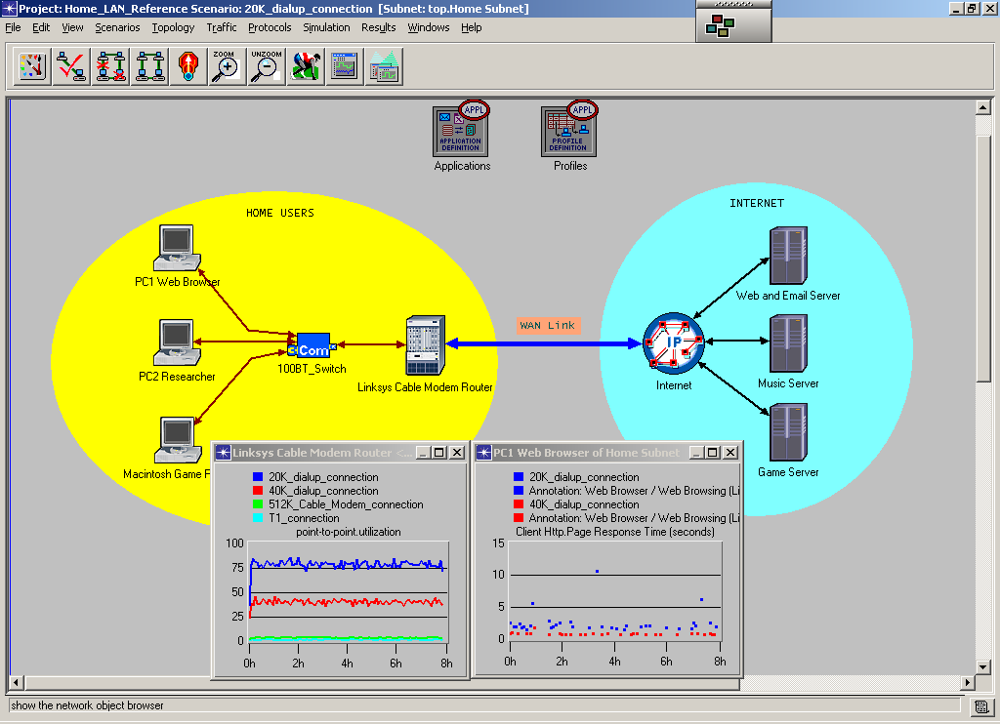 Project: Home_LAN_Reference Scenario: 20K_dialup_connection [Subnet: top.Home Subnet]
File Edit View Scenarios Topology Traffic Protocols Simulation Results Windows Help
ZOOM
UNZOOM
APPL
APPLICATION
DEFINITION
Applications
APPL
PROFILE
DEFINITION
Profiles
HOME USERS
INTERNET
PC1 Web Browser
Web and Email Server
WAN Link
PC2 Researcher
Com
100BT_Switch
Linksys Cable Modem Router
IP
Internet
Music Server
Macintosh Game
Game Server
Linksys Cable Modem Router <...
20K_dialup_connection
40K_dialup_connection
512K_Cable_Modem_connection
T1_connection
point-to-point.utilization
100
75
50
25
0
0h 2h 4h 6h 8h
PC1 Web Browser of Home Subnet
20K_dialup_connection
Annotation: Web Browser / Web Browsing (Li
40K_dialup_connection
Annotation: Web Browser / Web Browsing (Li
Client Http.Page Response Time (seconds)
15
10
5
0
0h 2h 4h 6h 8h
show the network object browser